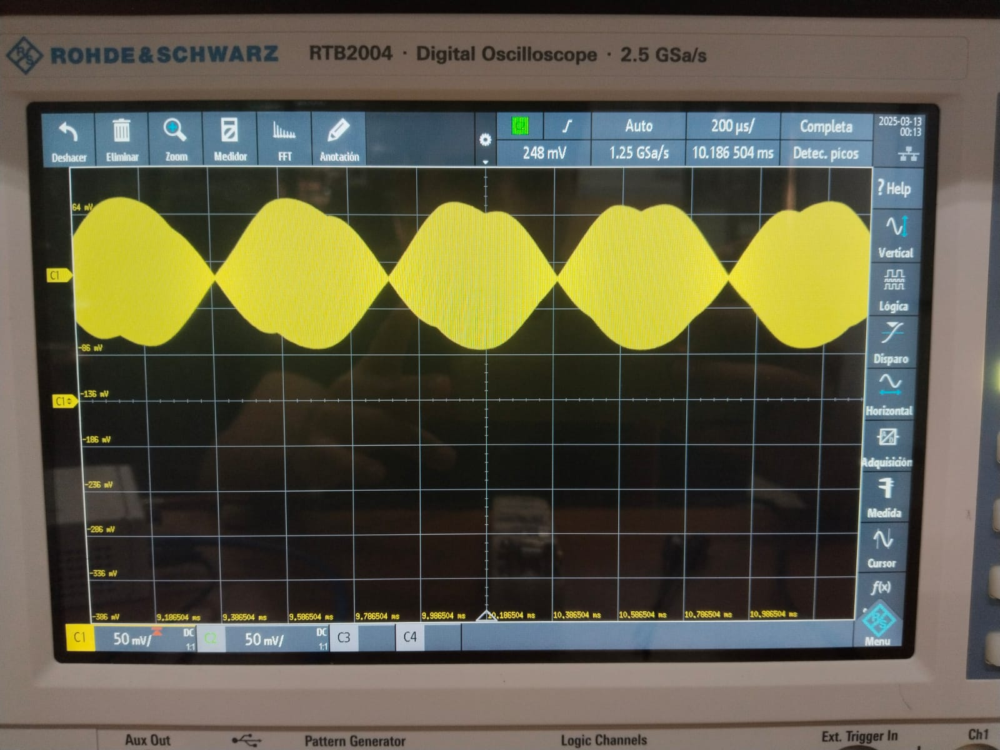 ROHDE&SCHWARZ RTB2004 · Digital Oscilloscope · 2.5 GSa/s
Deshacer Eliminar Zoom Medidor FFT Anotación
Auto 200 µs/ Completa
248 mV 1.25 GSa/s 10.186 504 ms Detec. picos
2025-03-13
00:13
? Help
Vertical
Lógica
Disparo
Horizontal
Adquisición
Medida
Cursor
f(x)
Menu
64 mV
C1
-86 mV
-136 mV
C1
-186 mV
-236 mV
-286 mV
-336 mV
-386 mV 9,186504 ms 9,386504 ms 9,586504 ms 9,786504 ms 9,986504 ms 10,186504 ms 10,386504 ms 10,586504 ms 10,786504 ms 10,986504 ms
C1 50 mV/ DC 1:1 C2 50 mV/ DC 1:1 C3 C4
Aux Out Pattern Generator Logic Channels Ext. Trigger In Ch1